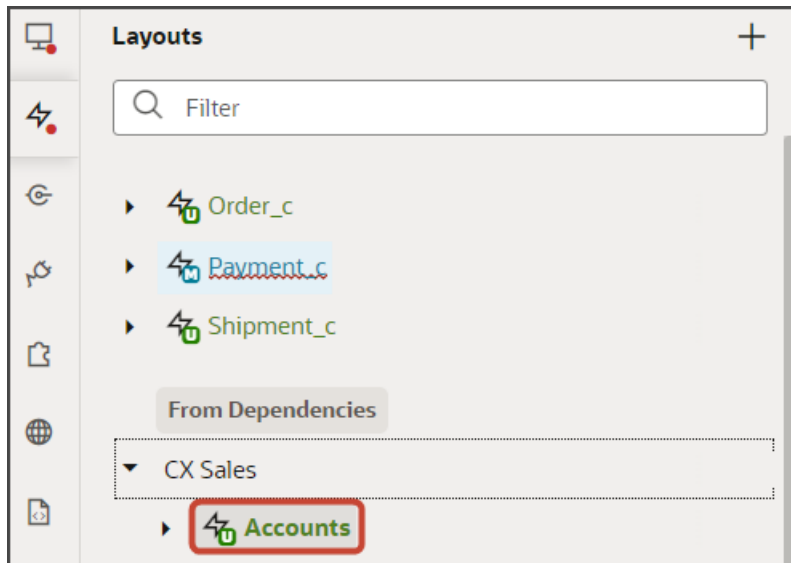 Layouts
Filter
Order_c
Payment_c
Shipment_c
From Dependencies
CX Sales
Accounts